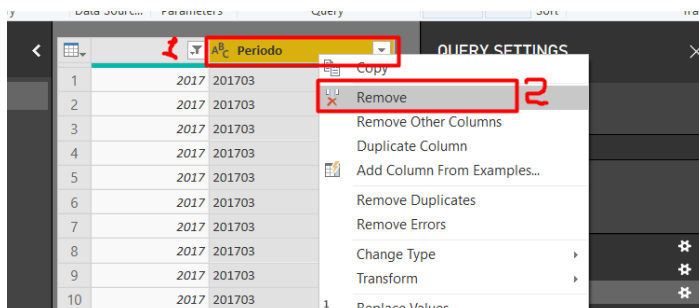 Data Sourc... Parameters Query Sort
1 ABC Periodo QUERY SETTINGS
Copy
1 2017 201703
Remove 2
2 2017 201703
Remove Other Columns
3 2017 201703
Duplicate Column
4 2017 201703
Add Column From Examples...
5 2017 201703
Remove Duplicates
6 2017 201703
Remove Errors
7 2017 201703
Change Type
8 2017 201703
Transform
9 2017 201703
Replace Values
10 2017 201703